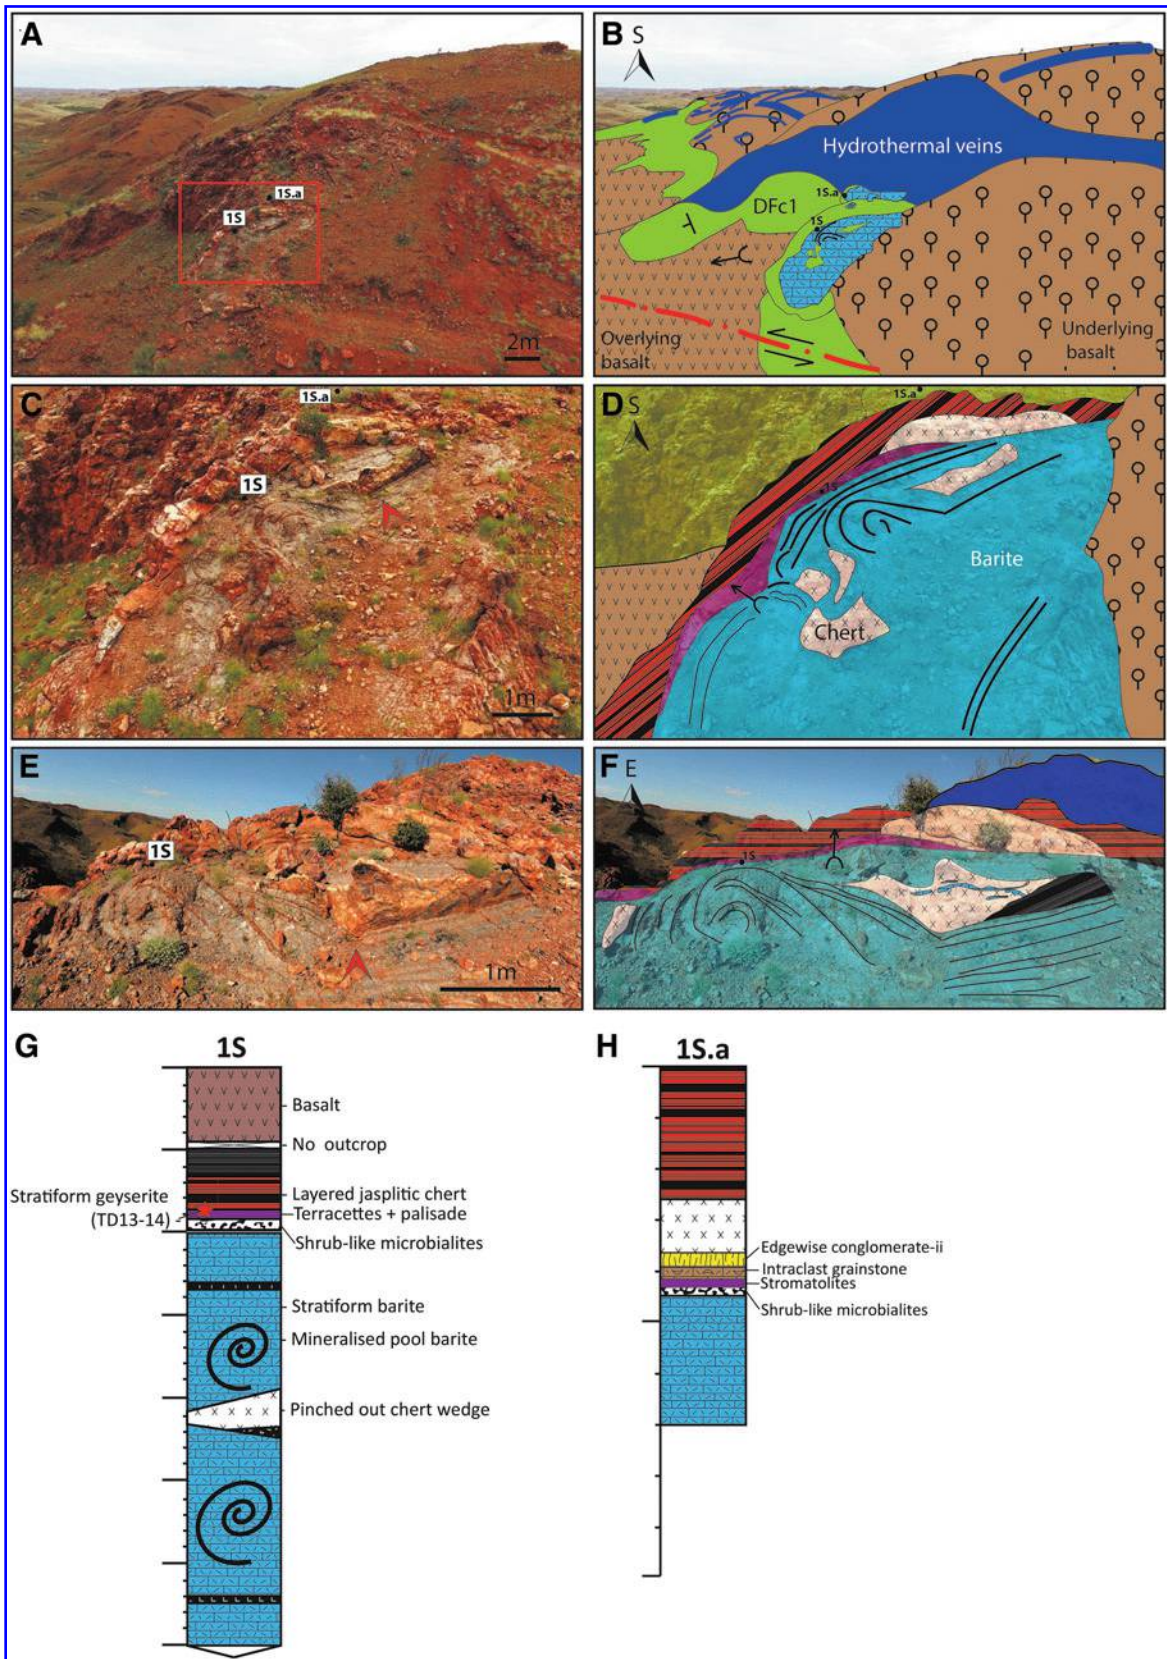 A
1S.a
1S
2m
B S
Hydrothermal veins
1S.a
DFc1
1S
Overlying
basalt
Underlying
basalt
C
1S.a
1S
1m
D S
1S.a
1S
Barite
Chert
E
1S
1m
F E
1S
G
1S
Basalt
No outcrop
Stratiform geyserite
(TD13-14)
Layered jasplitic chert
Terracettes + palisade
Shrub-like microbialites
Stratiform barite
Mineralised pool barite
Pinched out chert wedge
H
1S.a
Edgewise conglomerate-ii
Intraclast grainstone
Stromatolites
Shrub-like microbialites